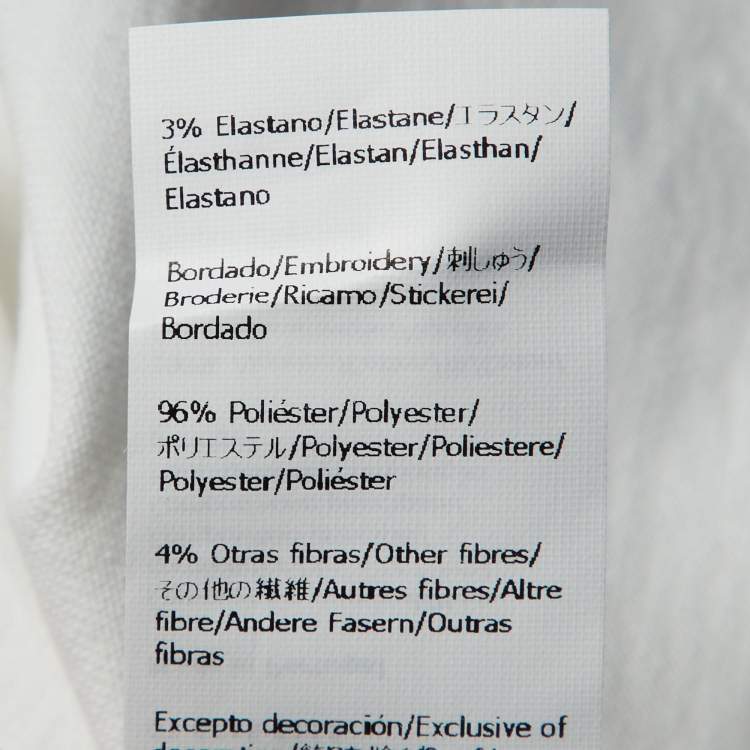 3% Elastano/Elastane/エラスタン/
Élasthanne/Elastan/Elasthan/
Elastano
Bordado/Embroidery/刺しゅう/
Broderie/Ricamo/Stickerei/
Bordado
96% Poliéster/Polyester/
ポリエステル/Polyester/Poliestere/
Polyester/Poliéster
4% Otras fibras/Other fibres/
その他の繊維/Autres fibres/Altre
fibre/Andere Fasern/Outras
fibras
Excepto decoración/Exclusive of